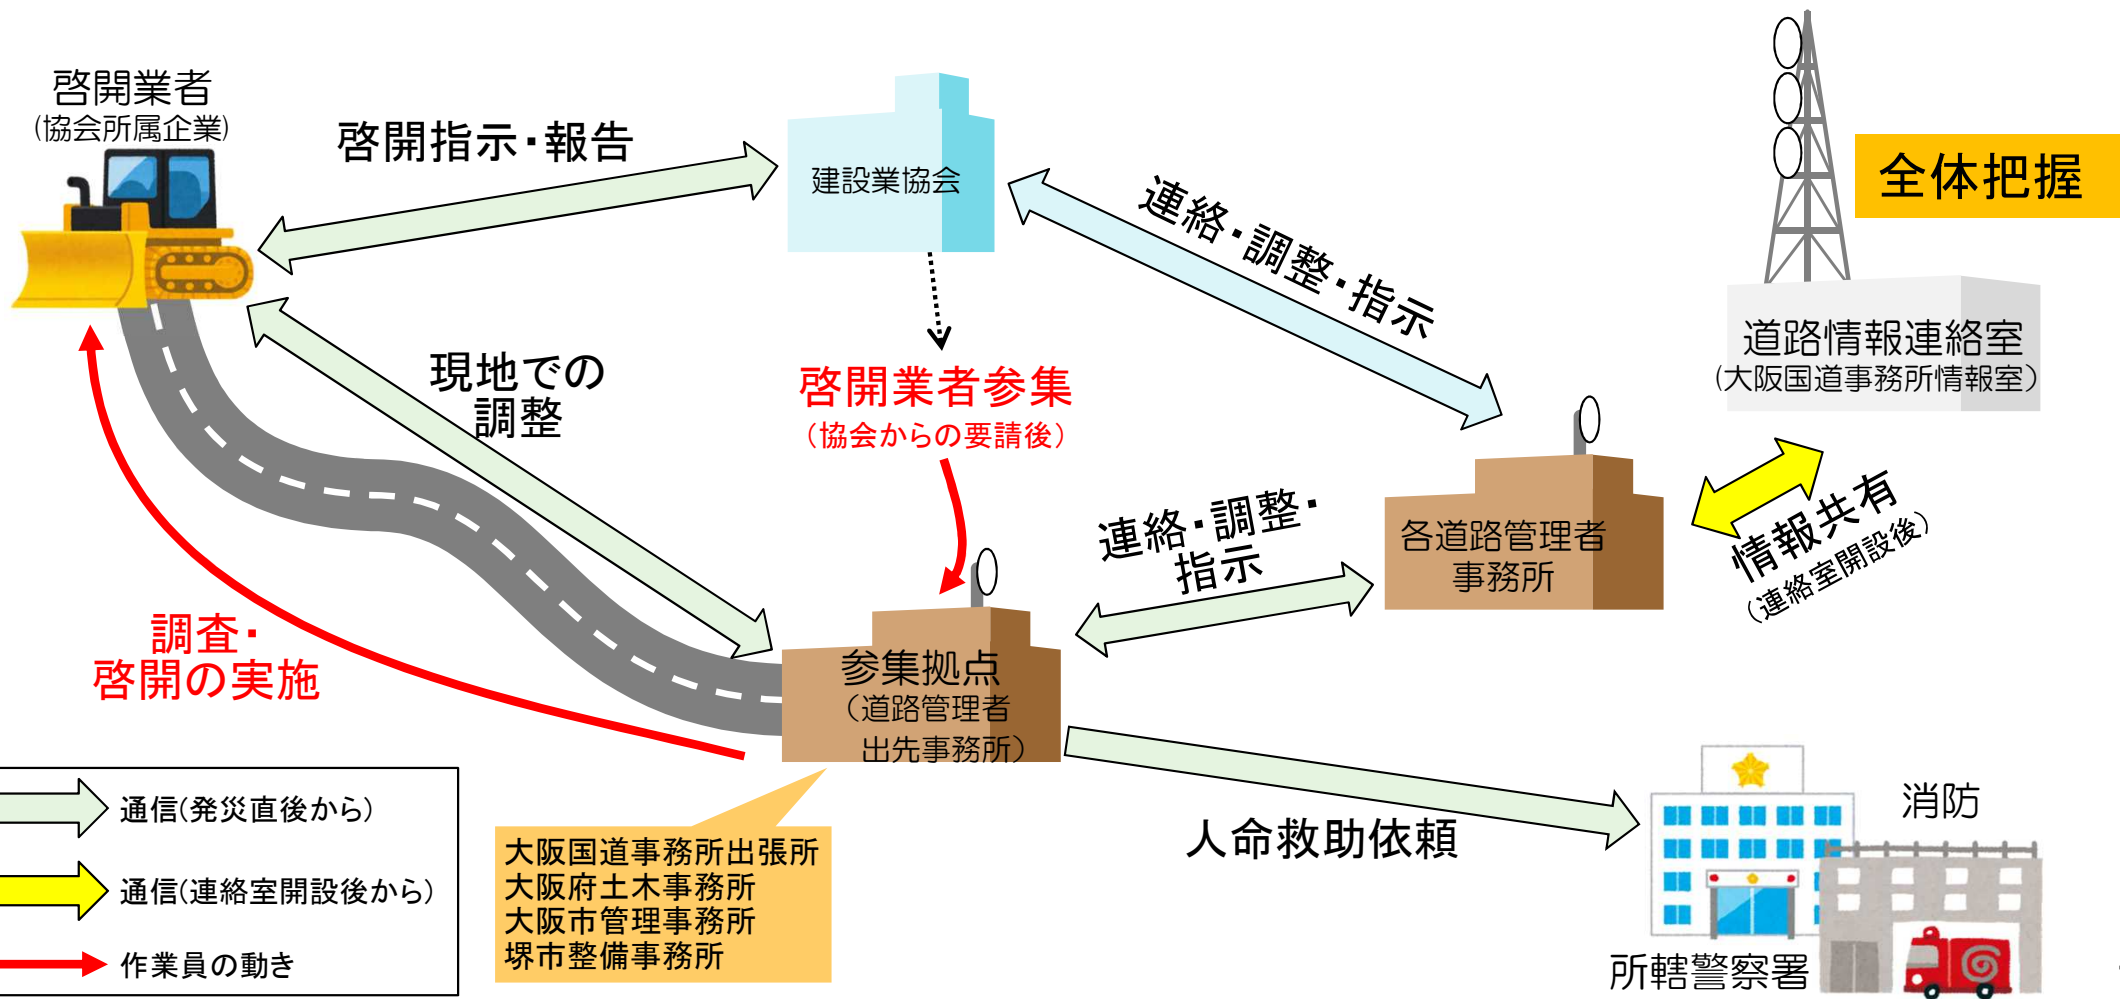 啓開業者
(協会所属企業)
啓開指示・報告
建設業協会
連絡・調整・指示
全体把握
道路情報連絡室
(大阪国道事務所情報室)
現地での
調整
啓開業者参集
(協会からの要請後)
連絡・調整・
指示
各道路管理者
事務所
情報共有
(連絡室開設後)
調査・
啓開の実施
参集拠点
(道路管理者
出先事務所)
人命救助依頼
消防
所轄警察署
通信(発災直後から)
通信(連絡室開設後から)
作業員の動き
大阪国道事務所出張所
大阪府土木事務所
大阪市管理事務所
堺市整備事務所